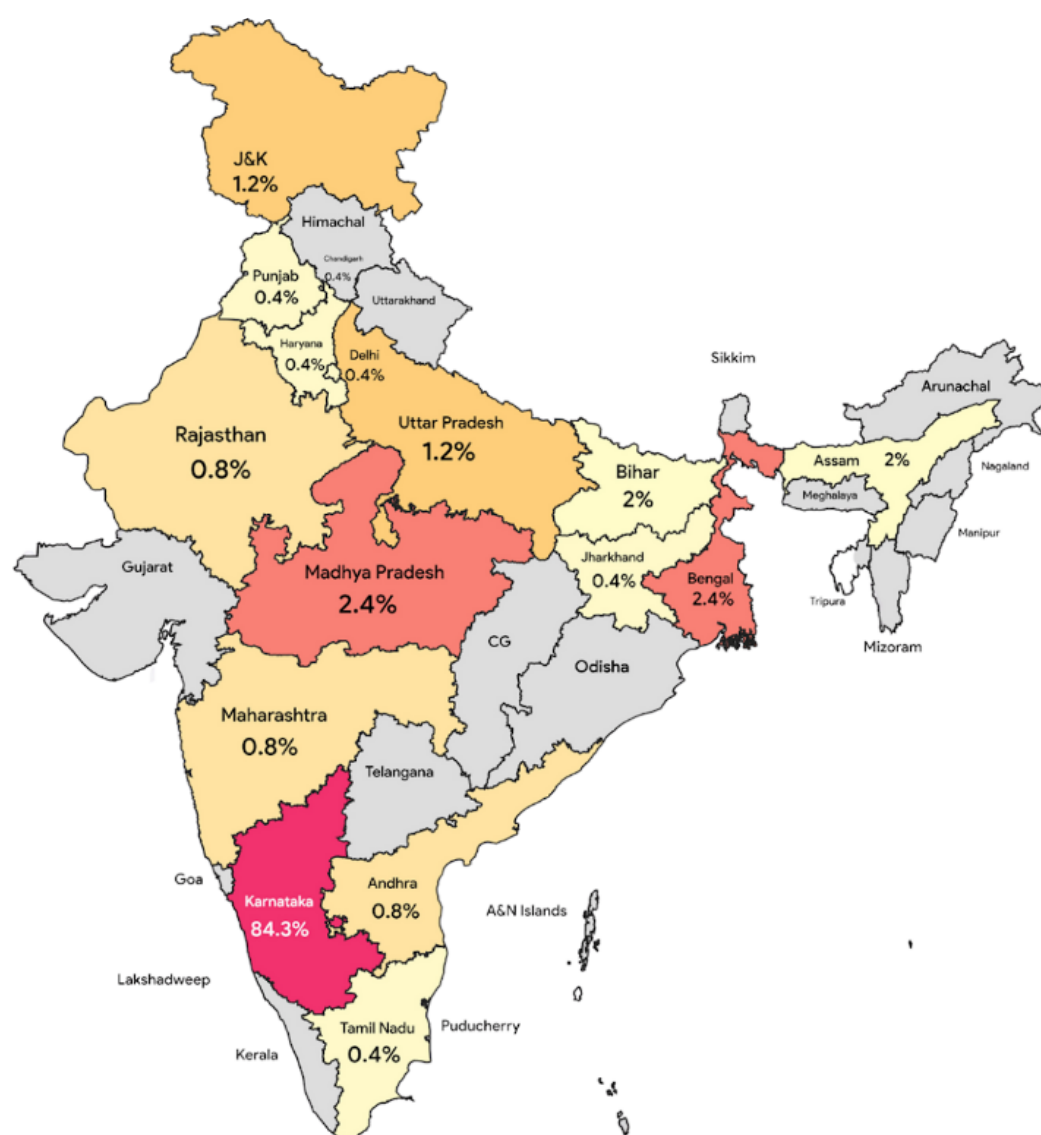 J&K
1.2%
Himachal
Chandigarh
0.4%
Punjab
0.4%
Uttarakhand
Haryana
0.4%
Delhi
0.4%
Sikkim
Arunachal
Rajasthan
0.8%
Uttar Pradesh
1.2%
Bihar
2%
Assam 2%
Nagaland
Meghalaya
Manipur
Gujarat
Madhya Pradesh
2.4%
Jharkhand
0.4%
Bengal
2.4%
Tripura
Mizoram
CG
Odisha
Maharashtra
0.8%
Telangana
Goa
Karnataka
84.3%
Andhra
0.8%
A&N Islands
Lakshadweep
Tamil Nadu
0.4%
Puducherry
Kerala